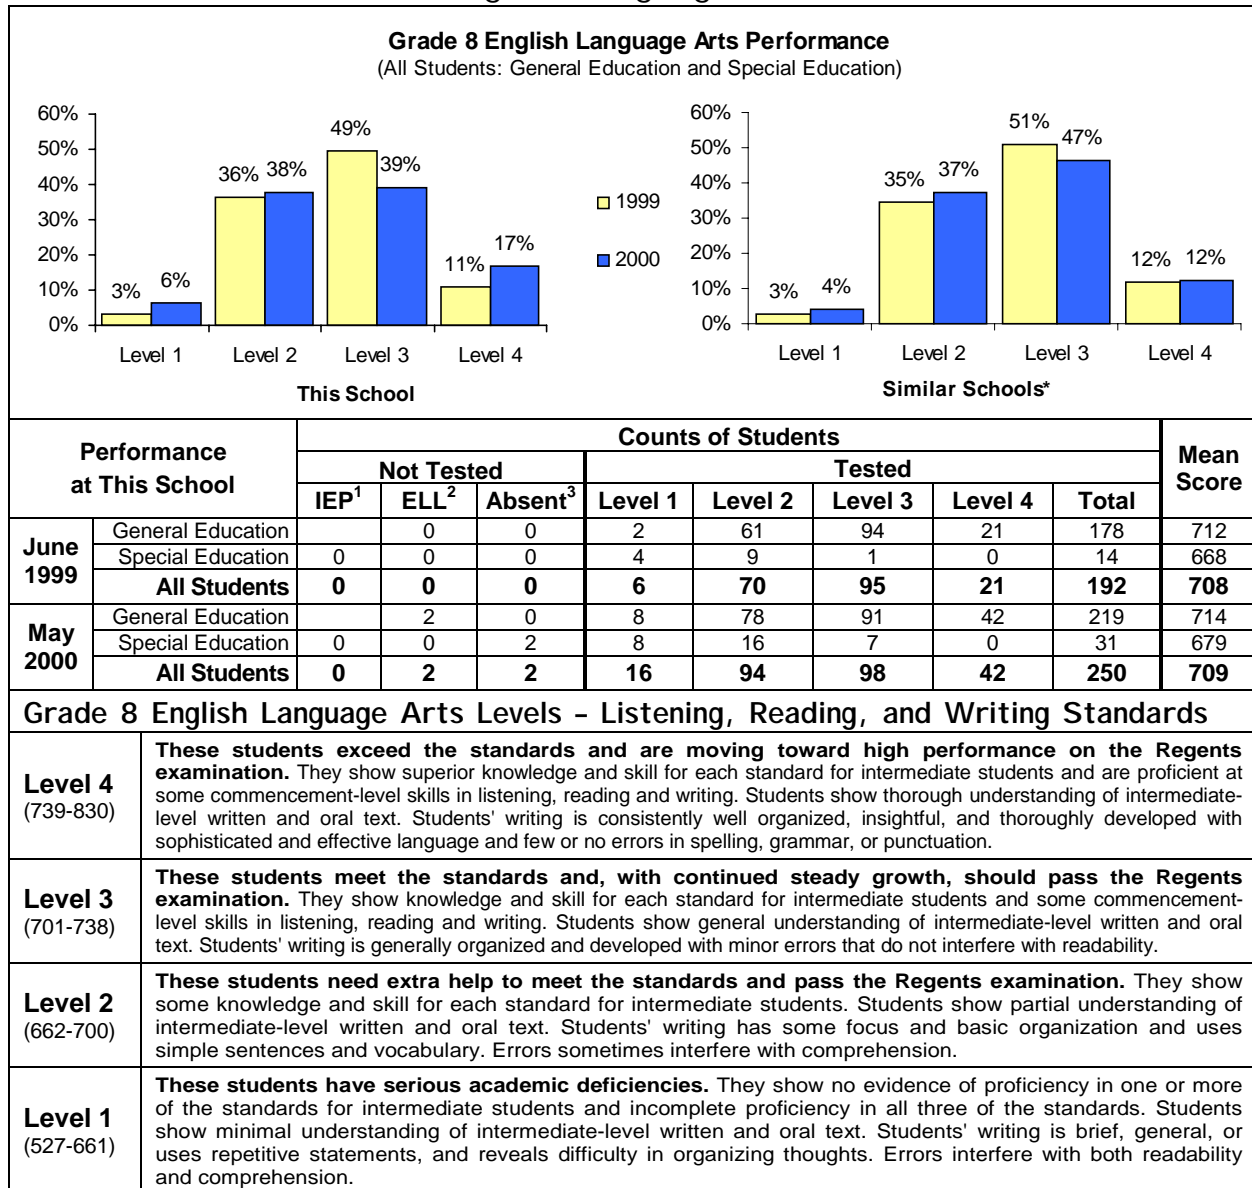 Grade 8 English Language Arts Performance
(All Students: General Education and Special Education)
60%
50%
40%
30%
20%
10%
0%
3%
6%
36%
38%
49%
39%
11%
17%
Level 1 Level 2 Level 3 Level 4
This School
1999
2000
60%
50%
40%
30%
20%
10%
0%
3%
4%
35%
37%
51%
47%
12%
12%
Level 1 Level 2 Level 3 Level 4
Similar Schools*
Performance
at This School
Counts of Students
Mean
Score
Not Tested Tested
IEP1 ELL2 Absent3 Level 1 Level 2 Level 3 Level 4 Total
June
1999
General Education 0 0 2 61 94 21 178 712
Special Education 0 0 0 4 9 1 0 14 668
All Students 0 0 0 6 70 95 21 192 708
May
2000
General Education 2 0 8 78 91 42 219 714
Special Education 0 0 2 8 16 7 0 31 679
All Students 0 2 2 16 94 98 42 250 709
Grade 8 English Language Arts Levels – Listening, Reading, and Writing Standards
Level 4
(739-830)
These students exceed the standards and are moving toward high performance on the Regents
examination. They show superior knowledge and skill for each standard for intermediate students and are proficient at
some commencement-level skills in listening, reading and writing. Students show thorough understanding of intermediate-
level written and oral text. Students' writing is consistently well organized, insightful, and thoroughly developed with
sophisticated and effective language and few or no errors in spelling, grammar, or punctuation.
Level 3
(701-738)
These students meet the standards and, with continued steady growth, should pass the Regents
examination. They show knowledge and skill for each standard for intermediate students and some commencement-
level skills in listening, reading and writing. Students show general understanding of intermediate-level written and oral
text. Students' writing is generally organized and developed with minor errors that do not interfere with readability.
Level 2
(662-700)
These students need extra help to meet the standards and pass the Regents examination. They show
some knowledge and skill for each standard for intermediate students. Students show partial understanding of
intermediate-level written and oral text. Students' writing has some focus and basic organization and uses
simple sentences and vocabulary. Errors sometimes interfere with comprehension.
Level 1
(527-661)
These students have serious academic deficiencies. They show no evidence of proficiency in one or more
of the standards for intermediate students and incomplete proficiency in all three of the standards. Students
show minimal understanding of intermediate-level written and oral text. Students' writing is brief, general, or
uses repetitive statements, and reveals difficulty in organizing thoughts. Errors interfere with both readability
and comprehension.